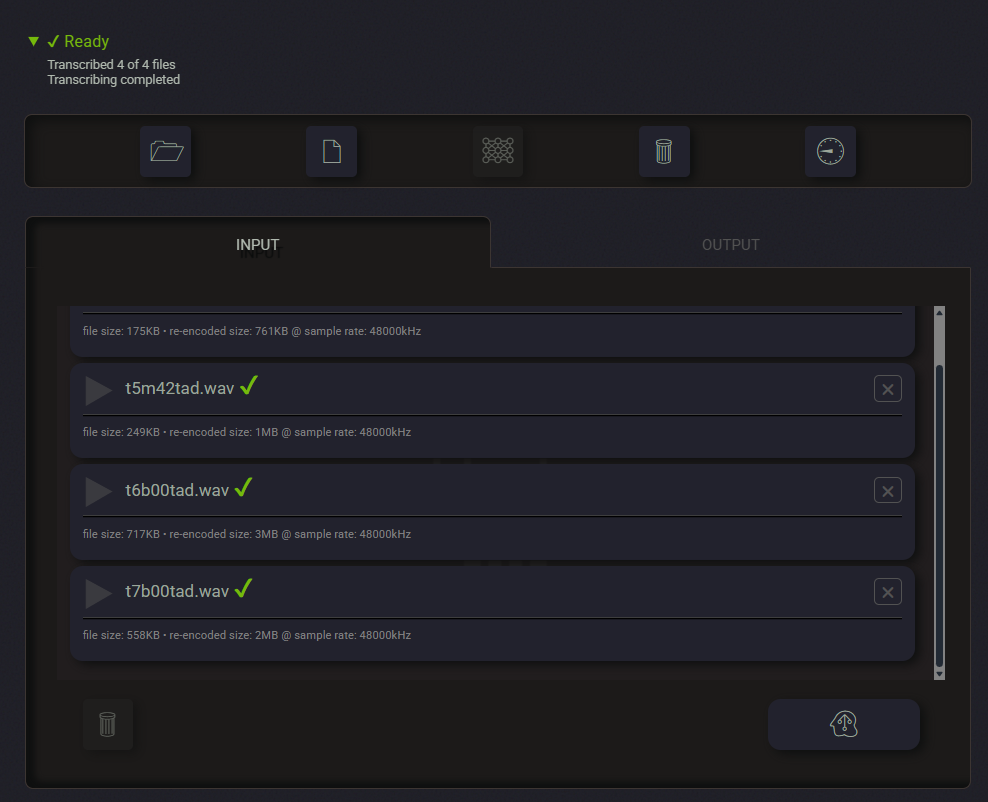 ✓ Ready
Transcribed 4 of 4 files
Transcribing completed
INPUT
OUTPUT
file size: 175KB • re-encoded size: 761KB @ sample rate: 48000kHz
t5m42tad.wav ✓
file size: 249KB • re-encoded size: 1MB @ sample rate: 48000kHz
t6b00tad.wav ✓
file size: 717KB • re-encoded size: 3MB @ sample rate: 48000kHz
t7b00tad.wav ✓
file size: 558KB • re-encoded size: 2MB @ sample rate: 48000kHz